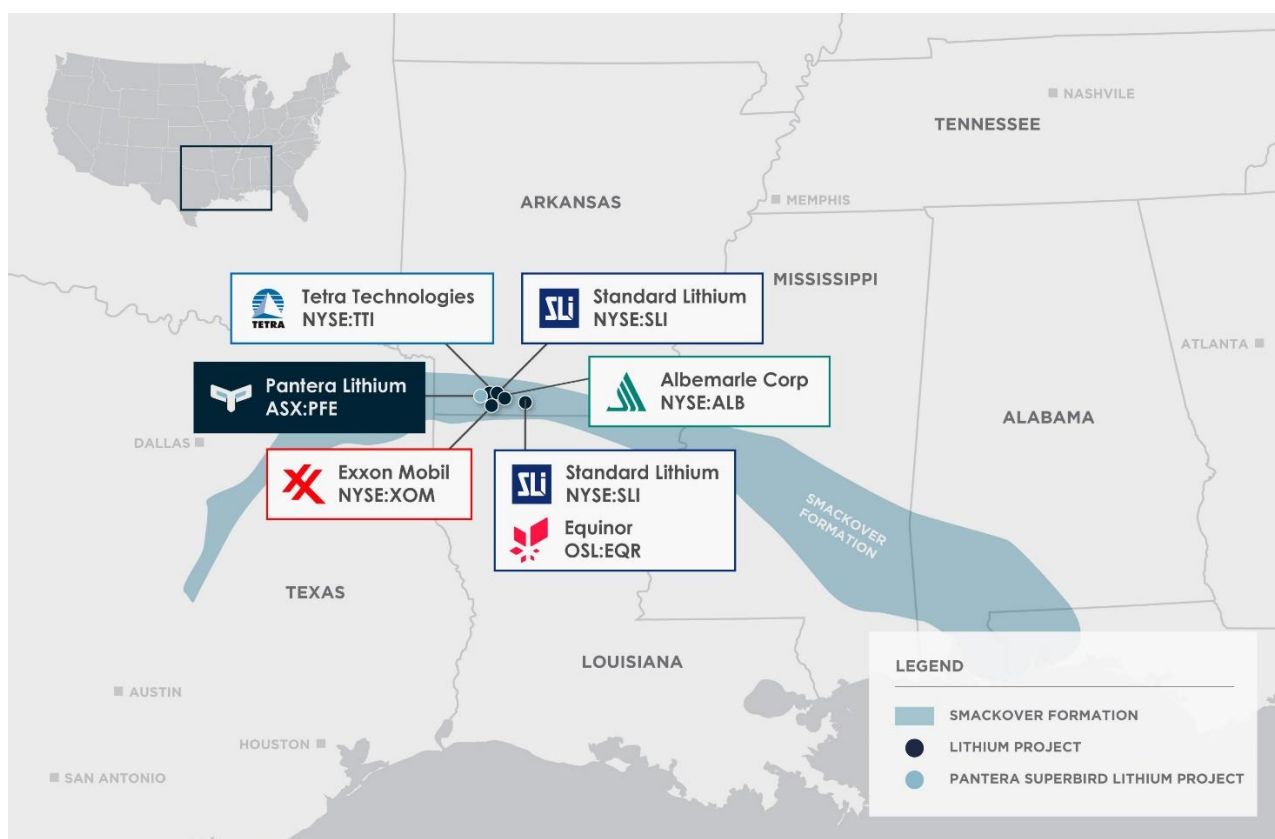 NASHVILE
TENNESSEE
ARKANSAS
MEMPHIS
MISSISSIPPI
TETRA
Tetra Technologies
NYSE:TTI
SLi
Standard Lithium
NYSE:SLI
ATLANTA
Pantera Lithium
ASX:PFE
Albemarle Corp
NYSE:ALB
ALABAMA
DALLAS
Exxon Mobil
NYSE:XOM
SLi
Standard Lithium
NYSE:SLI
Equinor
OSL:EQR
SMACKOVER
FORMATION
TEXAS
LOUISIANA
AUSTIN
HOUSTON
SAN ANTONIO
LEGEND
SMACKOVER FORMATION
LITHIUM PROJECT
PANTERA SUPERBIRD LITHIUM PROJECT